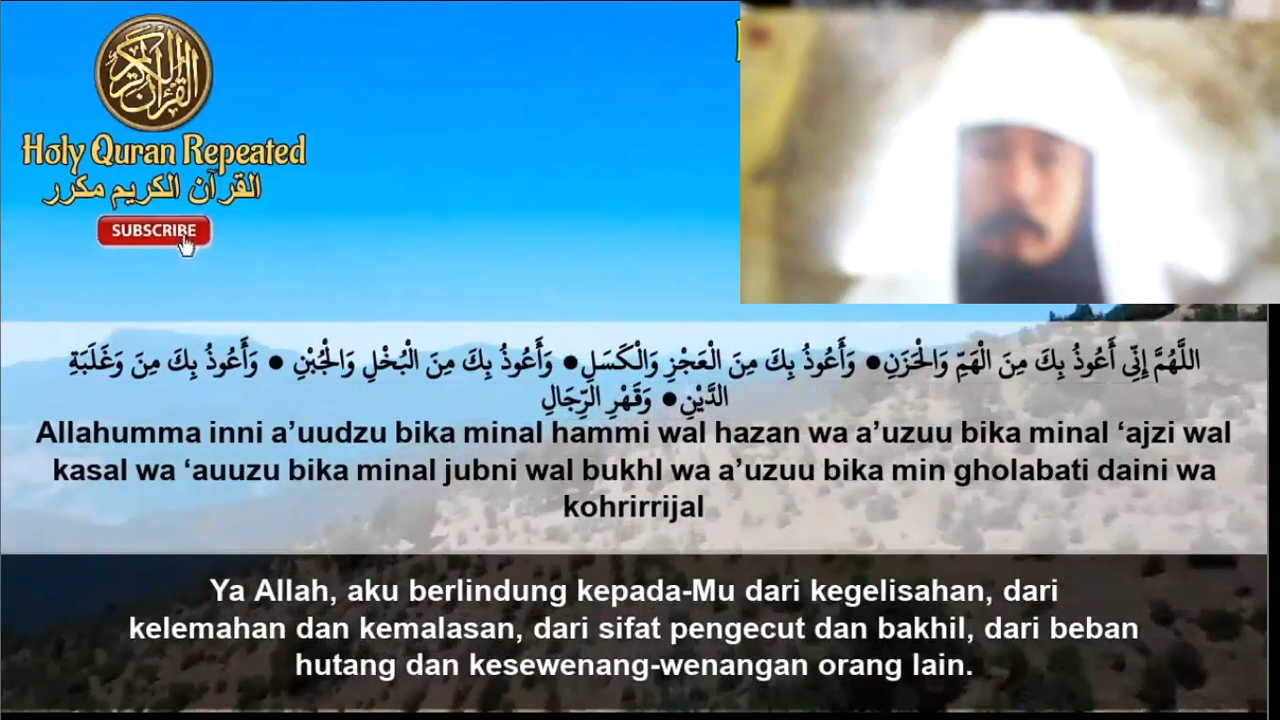 القرآن الكريم
Holy Quran Repeated
القرآن الكريم مكرر
SUBSCRIBE
اللَّهُمَّ إِنِّى أَعُوذُ بِكَ مِنَ الْهَمِّ وَالْحَزَنِ● وَأَعُوذُ بِكَ مِنَ الْعَجْزِ وَالْكَسَلِ● وَأَعُوذُ بِكَ مِنَ الْبُخْلِ وَالْجُبْنِ ● وَأَعُوذُ بِكَ مِنَ وَغَلَبَةِ
الدَّيْنِ● وَقَهْرِ الرِّجَالِ
Allahumma inni a’uudzu bika minal hammi wal hazan wa a’uzuu bika minal ‘ajzi wal
kasal wa ‘auuzu bika minal jubni wal bukhl wa a’uzuu bika min gholabati daini wa
kohrirrijal
Ya Allah, aku berlindung kepada-Mu dari kegelisahan, dari
kelemahan dan kemalasan, dari sifat pengecut dan bakhil, dari beban
hutang dan kesewenang-wenangan orang lain.